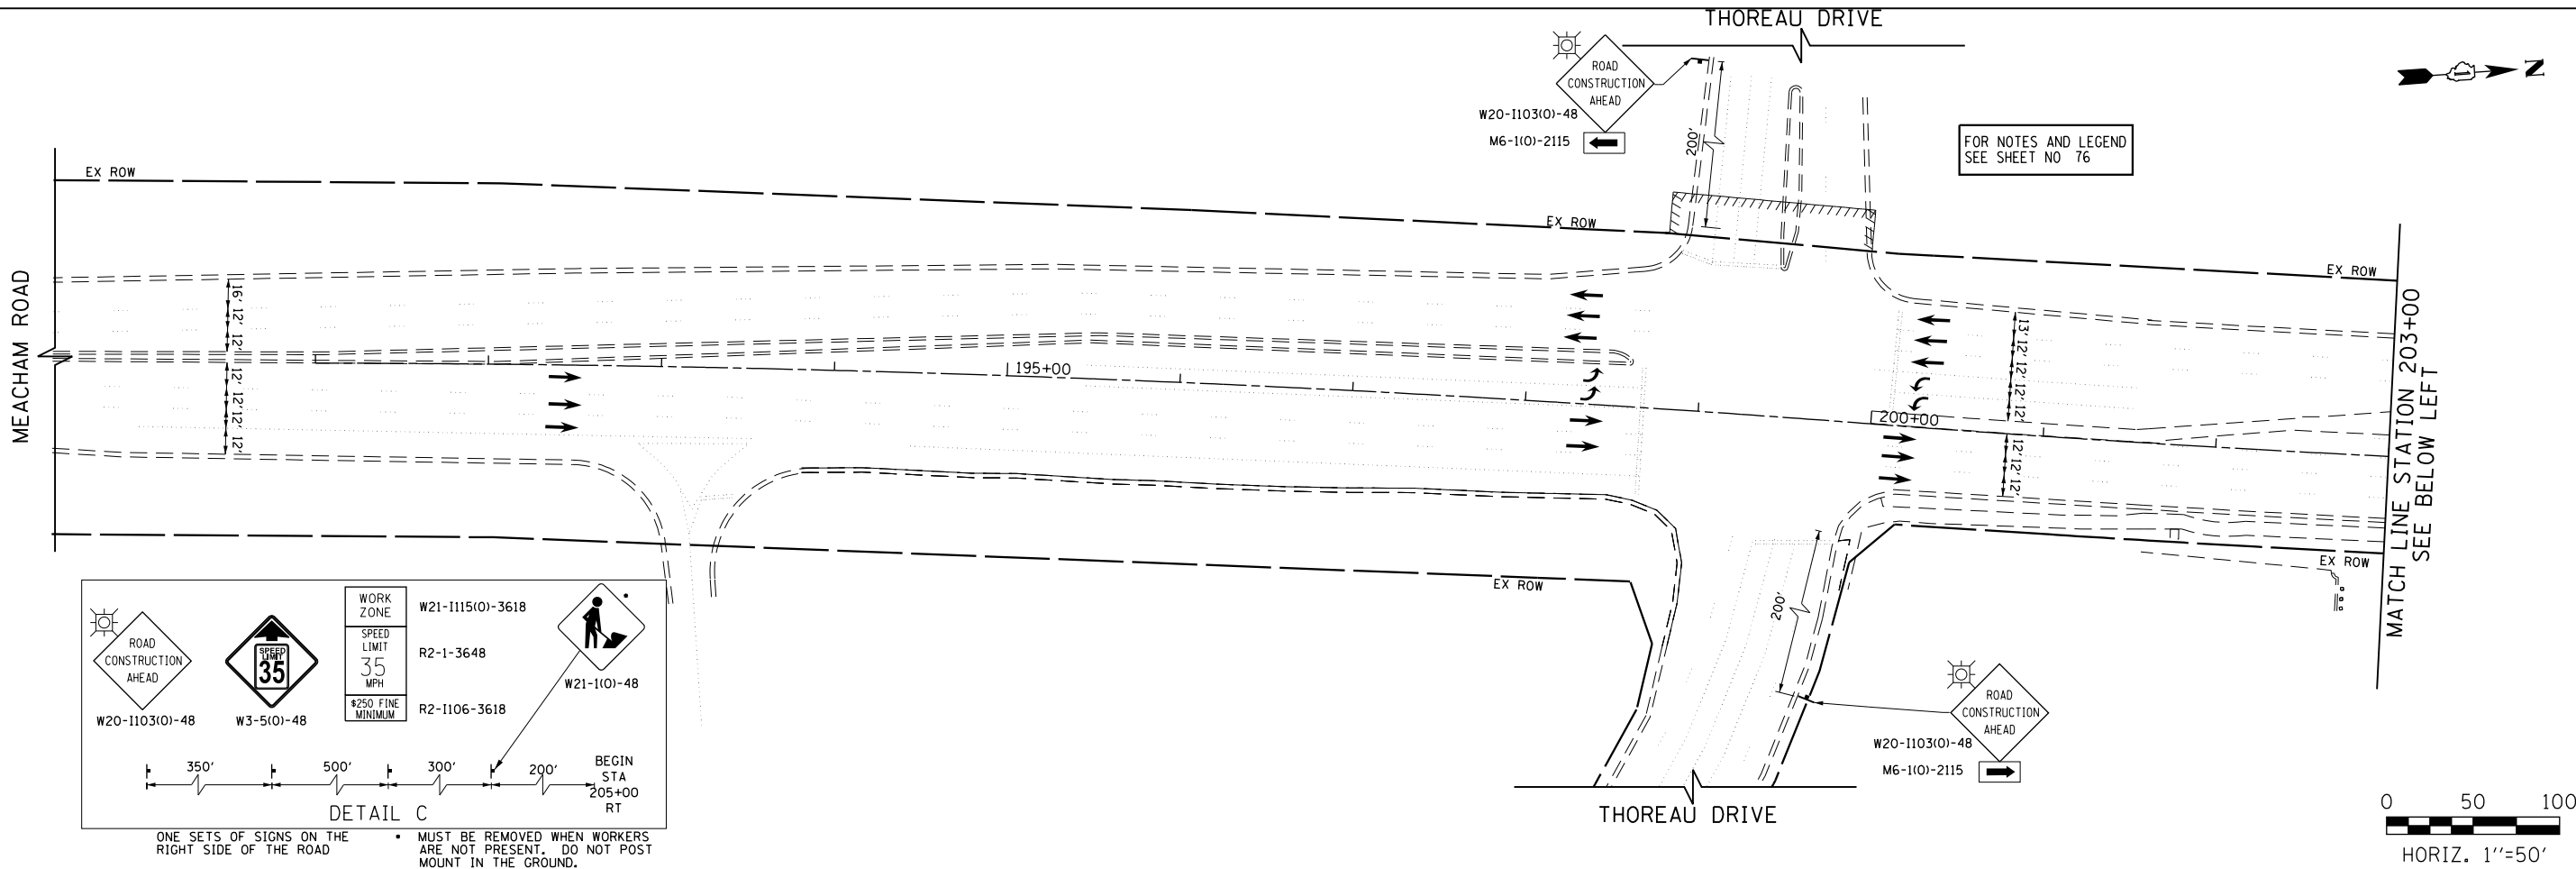 THOREAU DRIVE
ROAD
CONSTRUCTION
AHEAD
W20-I103(O)-48
M6-1(O)-2115
200'
N
FOR NOTES AND LEGEND
SEE SHEET NO 76
EX ROW
EX ROW
EX ROW
MEACHAM ROAD
16'
12'
12'
12'
12'
12'
12'
195+00
200+00
13'
12'
12'
12'
12'
12'
12'
12'
MATCH LINE STATION 203+00
SEE BELOW LEFT
EX ROW
EX ROW
200'
ROAD
CONSTRUCTION
AHEAD
W20-I103(O)-48
M6-1(O)-2115
THOREAU DRIVE
ROAD
CONSTRUCTION
AHEAD
W20-I103(O)-48
SPEED
LIMIT
35
W3-5(O)-48
WORK
ZONE
W21-I115(O)-3618
SPEED
LIMIT
35
MPH
R2-1-3648
$250 FINE
MINIMUM
R2-I106-3618
W21-1(O)-48
350'
500'
300'
200'
BEGIN
STA
205+00
RT
DETAIL C
ONE SETS OF SIGNS ON THE
RIGHT SIDE OF THE ROAD
• MUST BE REMOVED WHEN WORKERS
ARE NOT PRESENT. DO NOT POST
MOUNT IN THE GROUND.
0 50 100
HORIZ. 1''=50'